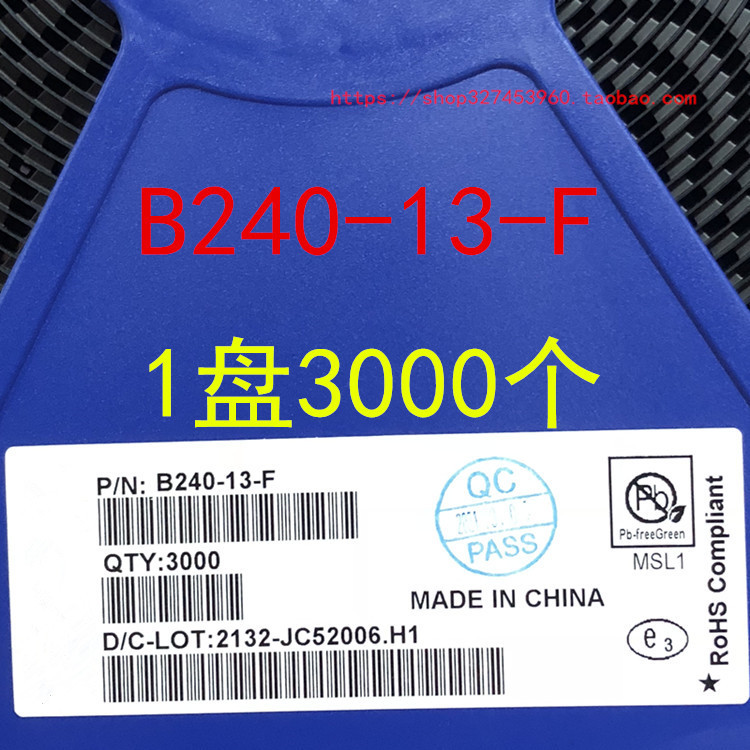 https://shop327453960.taobao.com
B240-13-F
1盘3000个
P/N: B240-13-F
QTY:3000
D/C-LOT:2132-JC52006.H1
QC
PASS
MADE IN CHINA
Pb
Pb-freeGreen
MSL1
e3
★ RoHS Compliant